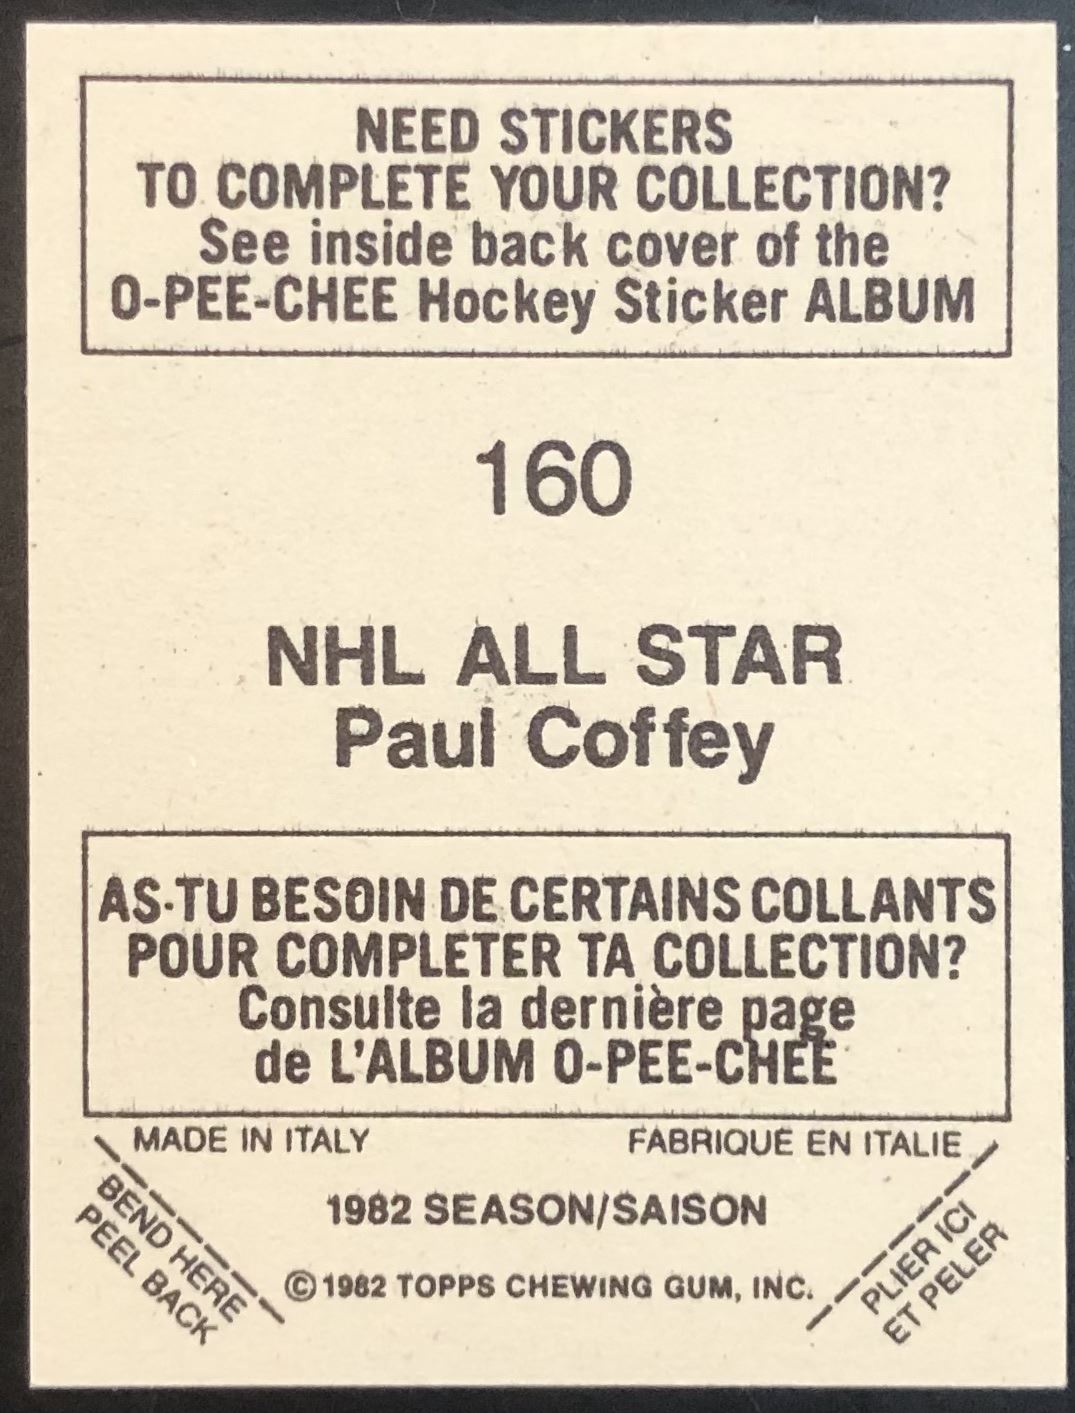 NEED STICKERS
TO COMPLETE YOUR COLLECTION?
See inside back cover of the
O-PEE-CHEE Hockey Sticker ALBUM
160
NHL ALL STAR
Paul Coffey
AS-TU BESOIN DE CERTAINS COLLANTS
POUR COMPLETER TA COLLECTION?
Consulte la dernière page
de L'ALBUM O-PEE-CHEE
MADE IN ITALY
FABRIQUE EN ITALIE
BEND HERE
PEEL BACK
1982 SEASON/SAISON
PLIER ICI
ET PELER
©1982 TOPPS CHEWING GUM, INC.